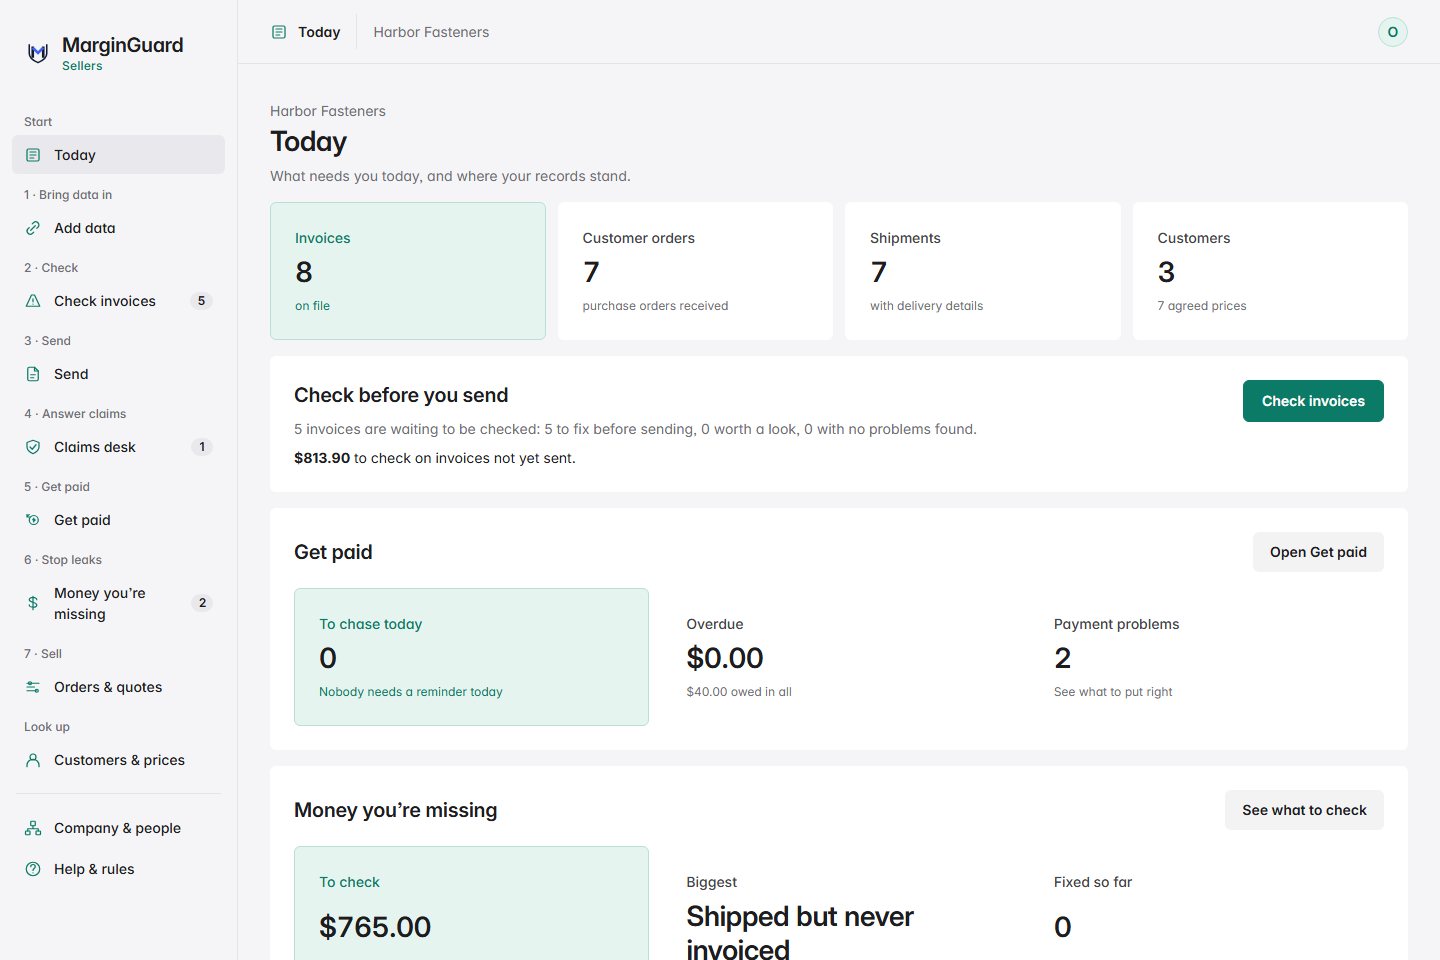 MarginGuard
Sellers
Start
Today
1 · Bring data in
Add data
2 · Check
Check invoices 5
3 · Send
Send
4 · Answer claims
Claims desk 1
5 · Get paid
Get paid
6 · Stop leaks
Money you’re
missing 2
7 · Sell
Orders & quotes
Look up
Customers & prices
Company & people
Help & rules
Today Harbor Fasteners O
Harbor Fasteners
Today
What needs you today, and where your records stand.
Invoices
8
on file
Customer orders
7
purchase orders received
Shipments
7
with delivery details
Customers
3
7 agreed prices
Check before you send
Check invoices
5 invoices are waiting to be checked: 5 to fix before sending, 0 worth a look, 0 with no problems found.
$813.90 to check on invoices not yet sent.
Get paid
Open Get paid
To chase today
0
Nobody needs a reminder today
Overdue
$0.00
$40.00 owed in all
Payment problems
2
See what to put right
Money you’re missing
See what to check
To check
$765.00
Biggest
Shipped but never
invoiced
Fixed so far
0